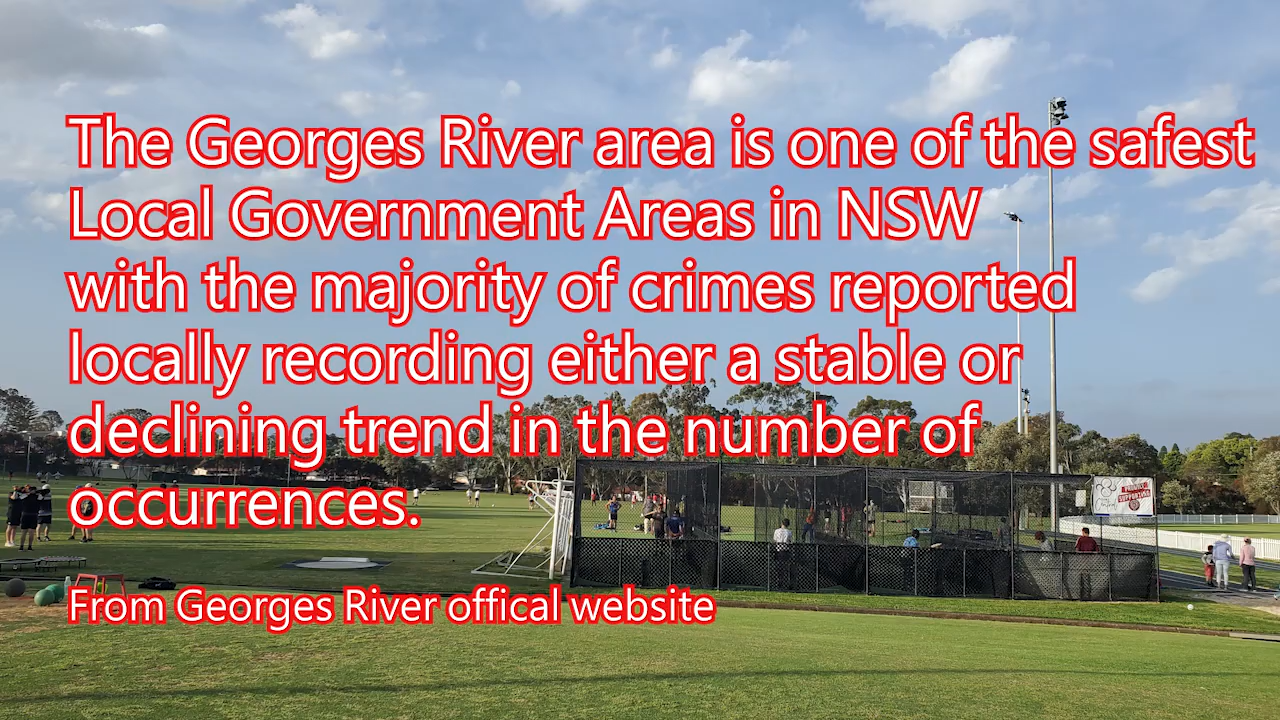 The Georges River area is one of the safest
Local Government Areas in NSW
with the majority of crimes reported
locally recording either a stable or
declining trend in the number of
occurrences.
From Georges River offical website